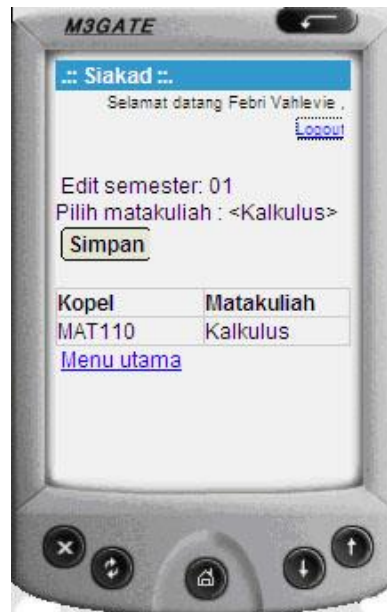 M3GATE
.:: Siakad ::.
Selamat datang Febri Vahlevie ,
Logout
Edit semester: 01
Pilih matakuliah : <Kalkulus>
Simpan
Kopel Matakuliah
MAT110 Kalkulus
Menu utama